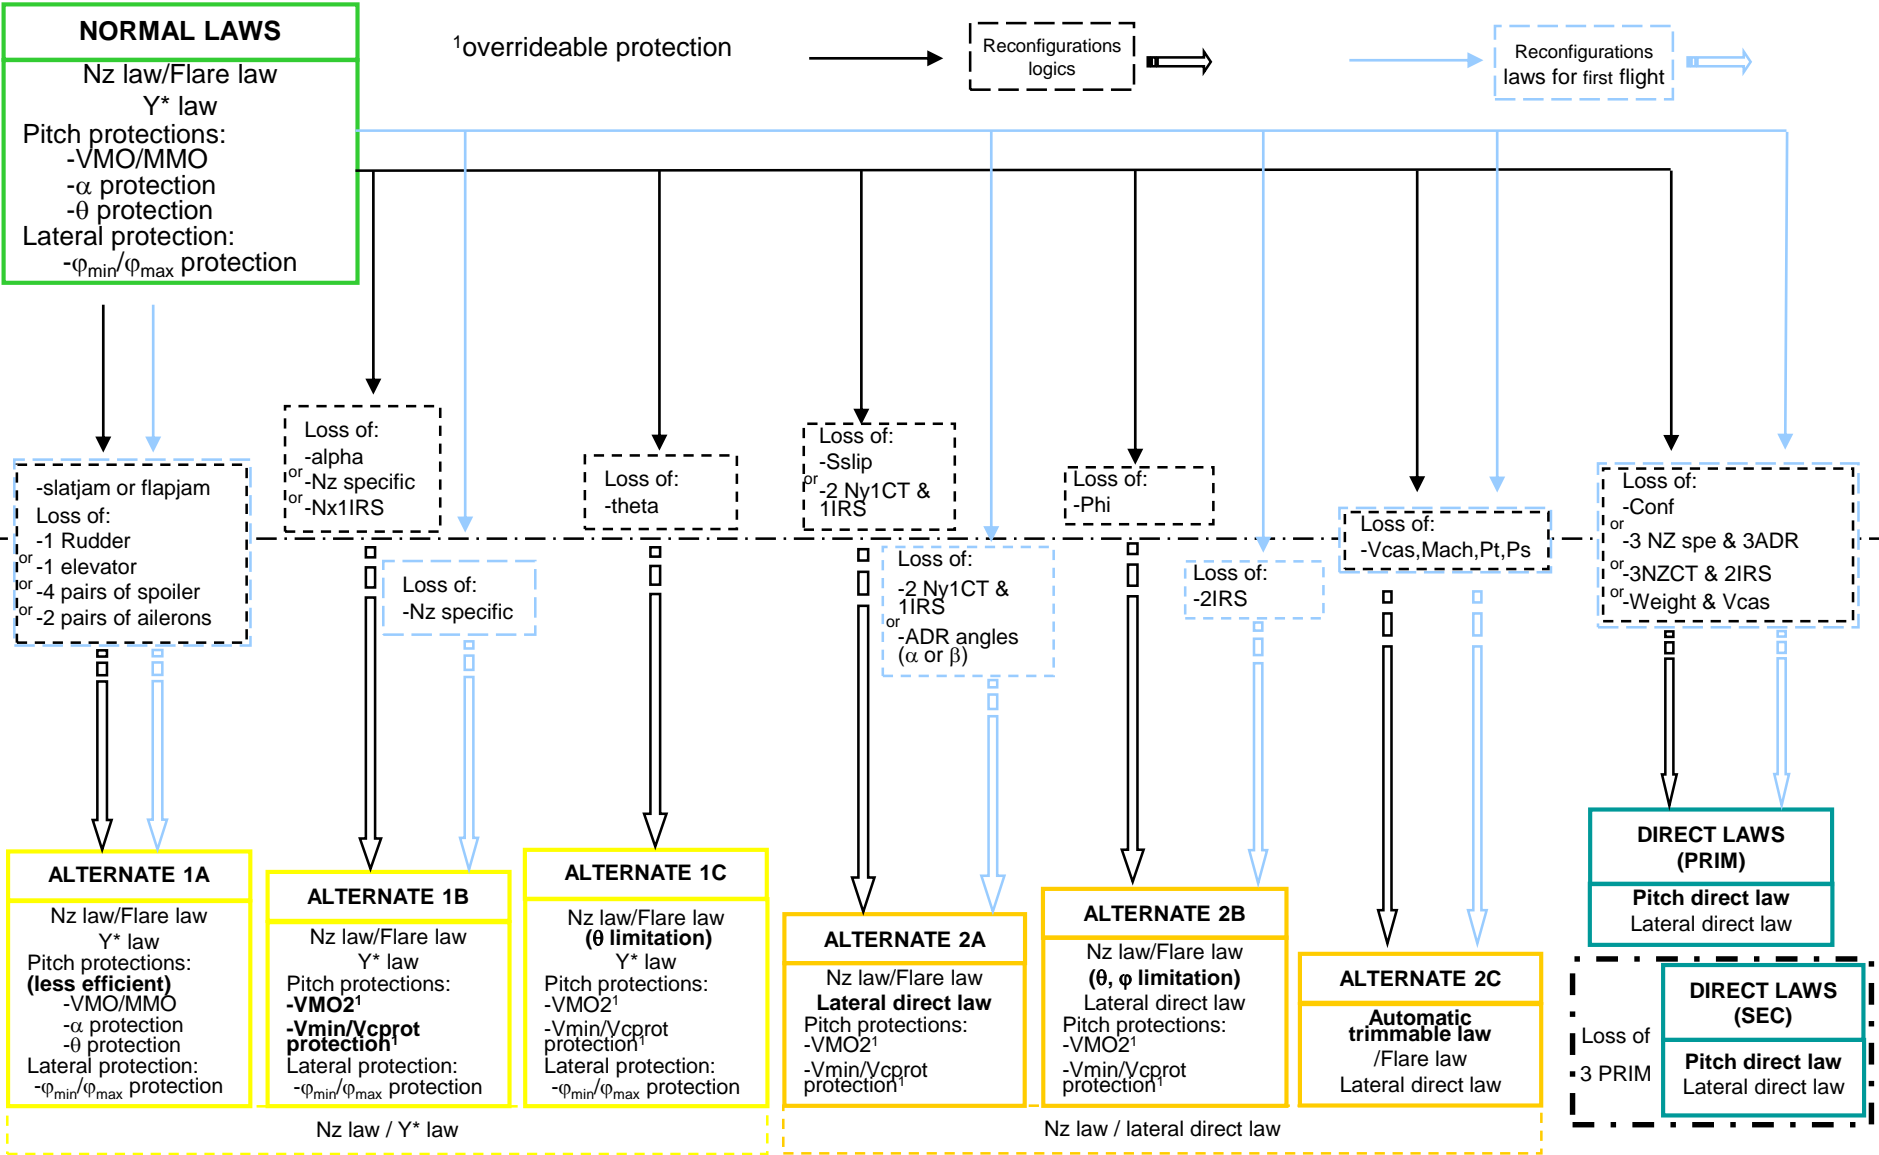 NORMAL LAWS
Nz law/Flare law
Y* law
Pitch protections:
-VMO/MMO
-α protection
-θ protection
Lateral protection:
-φmin/φmax protection
¹overrideable protection
Reconfigurations
logics
Reconfigurations
laws for first flight
-slatjam or flapjam
Loss of:
-1 Rudder
or -1 elevator
or -4 pairs of spoiler
or -2 pairs of ailerons
Loss of:
-alpha
or -Nz specific
or -Nx1IRS
Loss of:
-Nz specific
Loss of:
-theta
Loss of:
-Sslip
or -2 Ny1CT &
1IRS
Loss of:
-2 Ny1CT &
1IRS
or
-ADR angles
(α or β)
Loss of:
-Phi
Loss of:
-2IRS
Loss of:
-Vcas,Mach,Pt,Ps
Loss of:
-Conf
or
-3 NZ spe & 3ADR
or -3NZCT & 2IRS
or -Weight & Vcas
ALTERNATE 1A
Nz law/Flare law
Y* law
Pitch protections:
(less efficient)
-VMO/MMO
-α protection
-θ protection
Lateral protection:
-φmin/φmax protection
ALTERNATE 1B
Nz law/Flare law
Y* law
Pitch protections:
-VMO2¹
-Vmin/Vcprot
protection¹
Lateral protection:
-φmin/φmax protection
ALTERNATE 1C
Nz law/Flare law
(θ limitation)
Y* law
Pitch protections:
-VMO2¹
-Vmin/Vcprot
protection¹
Lateral protection:
-φmin/φmax protection
Nz law / Y* law
ALTERNATE 2A
Nz law/Flare law
Lateral direct law
Pitch protections:
-VMO2¹
-Vmin/Vcprot
protection¹
ALTERNATE 2B
Nz law/Flare law
(θ, φ limitation)
Lateral direct law
Pitch protections:
-VMO2¹
-Vmin/Vcprot
protection¹
ALTERNATE 2C
Automatic
trimmable law
/Flare law
Lateral direct law
Nz law / lateral direct law
DIRECT LAWS
(PRIM)
Pitch direct law
Lateral direct law
Loss of
3 PRIM
DIRECT LAWS
(SEC)
Pitch direct law
Lateral direct law